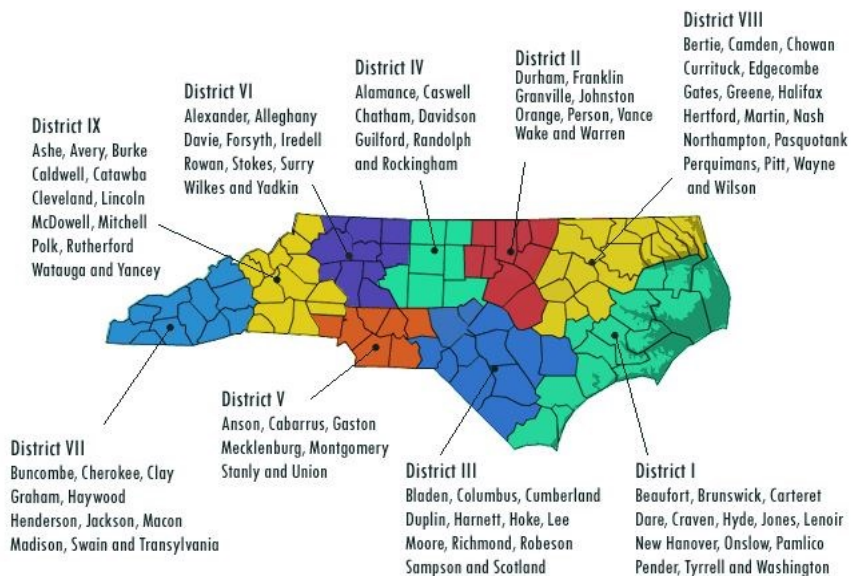 District VIII
Bertie, Camden, Chowan
Currituck, Edgecombe
Gates, Greene, Halifax
Hertford, Martin, Nash
Northampton, Pasquotank
Perquimans, Pitt, Wayne
and Wilson
District II
Durham, Franklin
Granville, Johnston
Orange, Person, Vance
Wake and Warren
District IV
Alamance, Caswell
Chatham, Davidson
Guilford, Randolph
and Rockingham
District VI
Alexander, Alleghany
Davie, Forsyth, Iredell
Rowan, Stokes, Surry
Wilkes and Yadkin
District IX
Ashe, Avery, Burke
Caldwell, Catawba
Cleveland, Lincoln
McDowell, Mitchell
Polk, Rutherford
Watauga and Yancey
District V
Anson, Cabarrus, Gaston
Mecklenburg, Montgomery
Stanly and Union
District VII
Buncombe, Cherokee, Clay
Graham, Haywood
Henderson, Jackson, Macon
Madison, Swain and Transylvania
District III
Bladen, Columbus, Cumberland
Duplin, Harnett, Hoke, Lee
Moore, Richmond, Robeson
Sampson and Scotland
District I
Beaufort, Brunswick, Carteret
Dare, Craven, Hyde, Jones, Lenoir
New Hanover, Onslow, Pamlico
Pender, Tyrrell and Washington